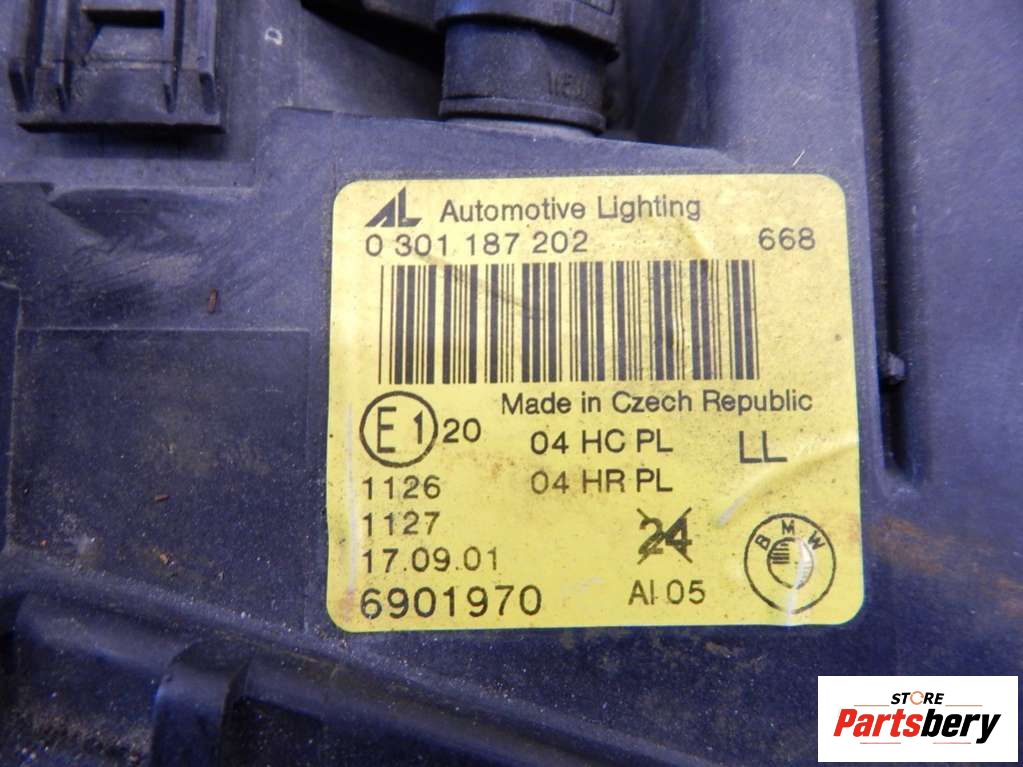 D
AL Automotive Lighting
0 301 187 202 668
Made in Czech Republic
E1 20 04 HC PL LL
1126 04 HR PL
1127 24
17.09.01
6901970 AI 05
BMW
STORE
Partsbery